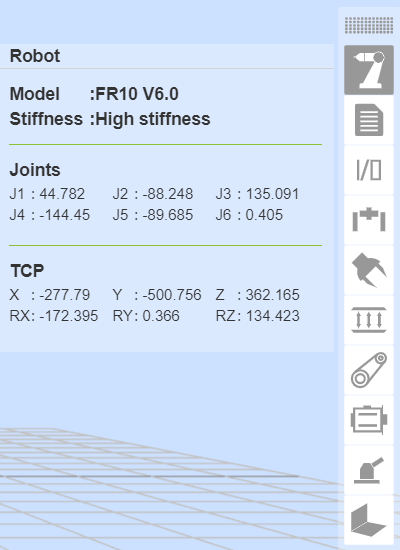 Robot
Model :FR10 V6.0
Stiffness :High stiffness
Joints
J1 : 44.782 J2 : -88.248 J3 : 135.091
J4 : -144.45 J5 : -89.685 J6 : 0.405
TCP
X : -277.79 Y : -500.756 Z : 362.165
RX: -172.395 RY: 0.366 RZ: 134.423
I/O